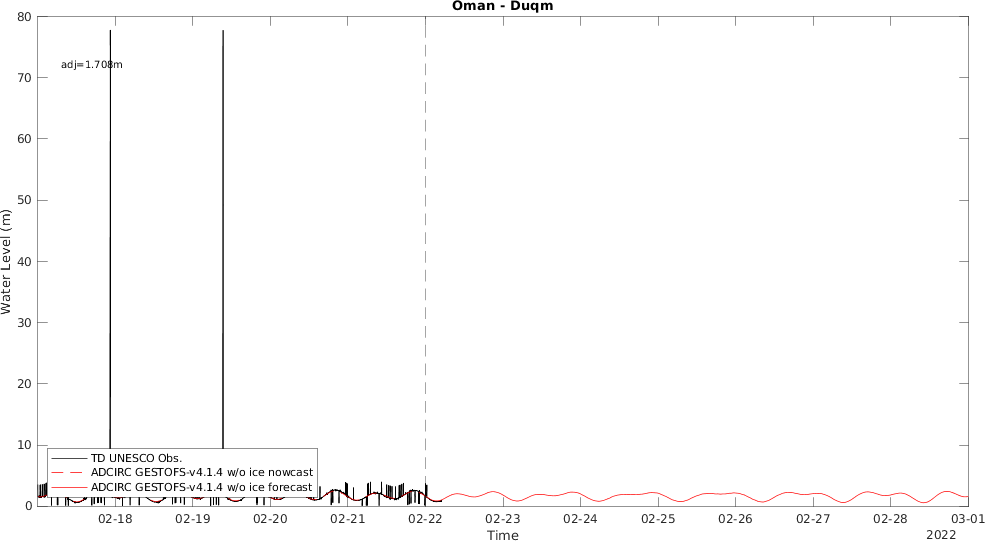 Oman - Duqm
80
70
60
50
40
30
20
10
0
Water Level (m)
adj=1.708m
TD UNESCO Obs.
ADCIRC GESTOFS-v4.1.4 w/o ice nowcast
ADCIRC GESTOFS-v4.1.4 w/o ice forecast
02-18 02-19 02-20 02-21 02-22 02-23 02-24 02-25 02-26 02-27 02-28 03-01
Time
2022